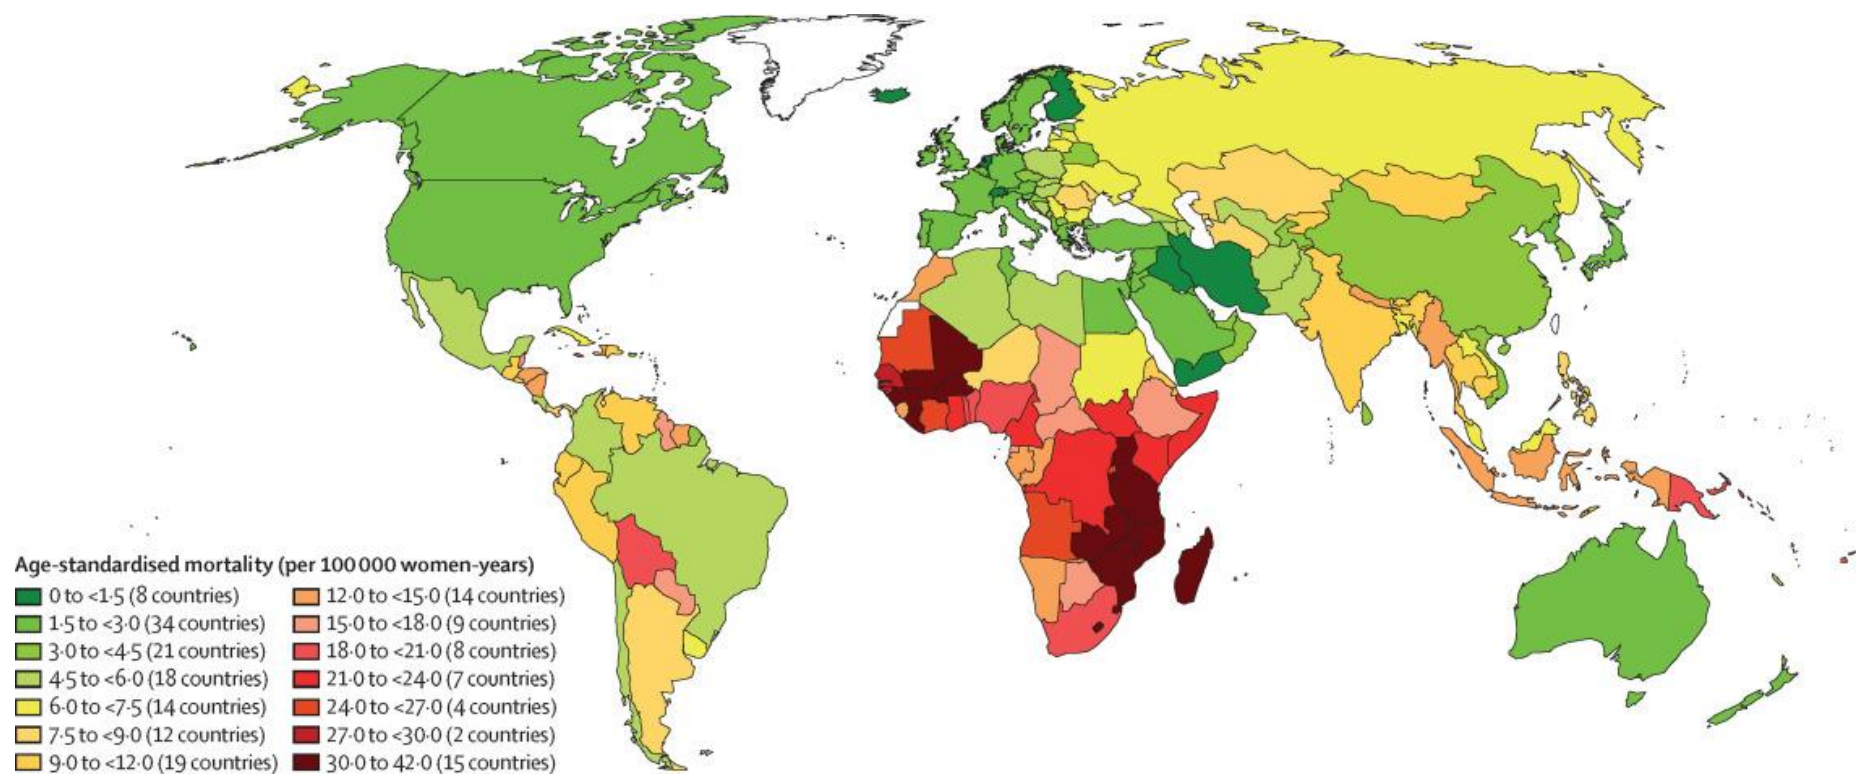 Age-standardised mortality (per 100 000 women-years)
0 to <1·5 (8 countries)
1·5 to <3·0 (34 countries)
3·0 to <4·5 (21 countries)
4·5 to <6·0 (18 countries)
6·0 to <7·5 (14 countries)
7·5 to <9·0 (12 countries)
9·0 to <12·0 (19 countries)
12·0 to <15·0 (14 countries)
15·0 to <18·0 (9 countries)
18·0 to <21·0 (8 countries)
21·0 to <24·0 (7 countries)
24·0 to <27·0 (4 countries)
27·0 to <30·0 (2 countries)
30·0 to 42·0 (15 countries)